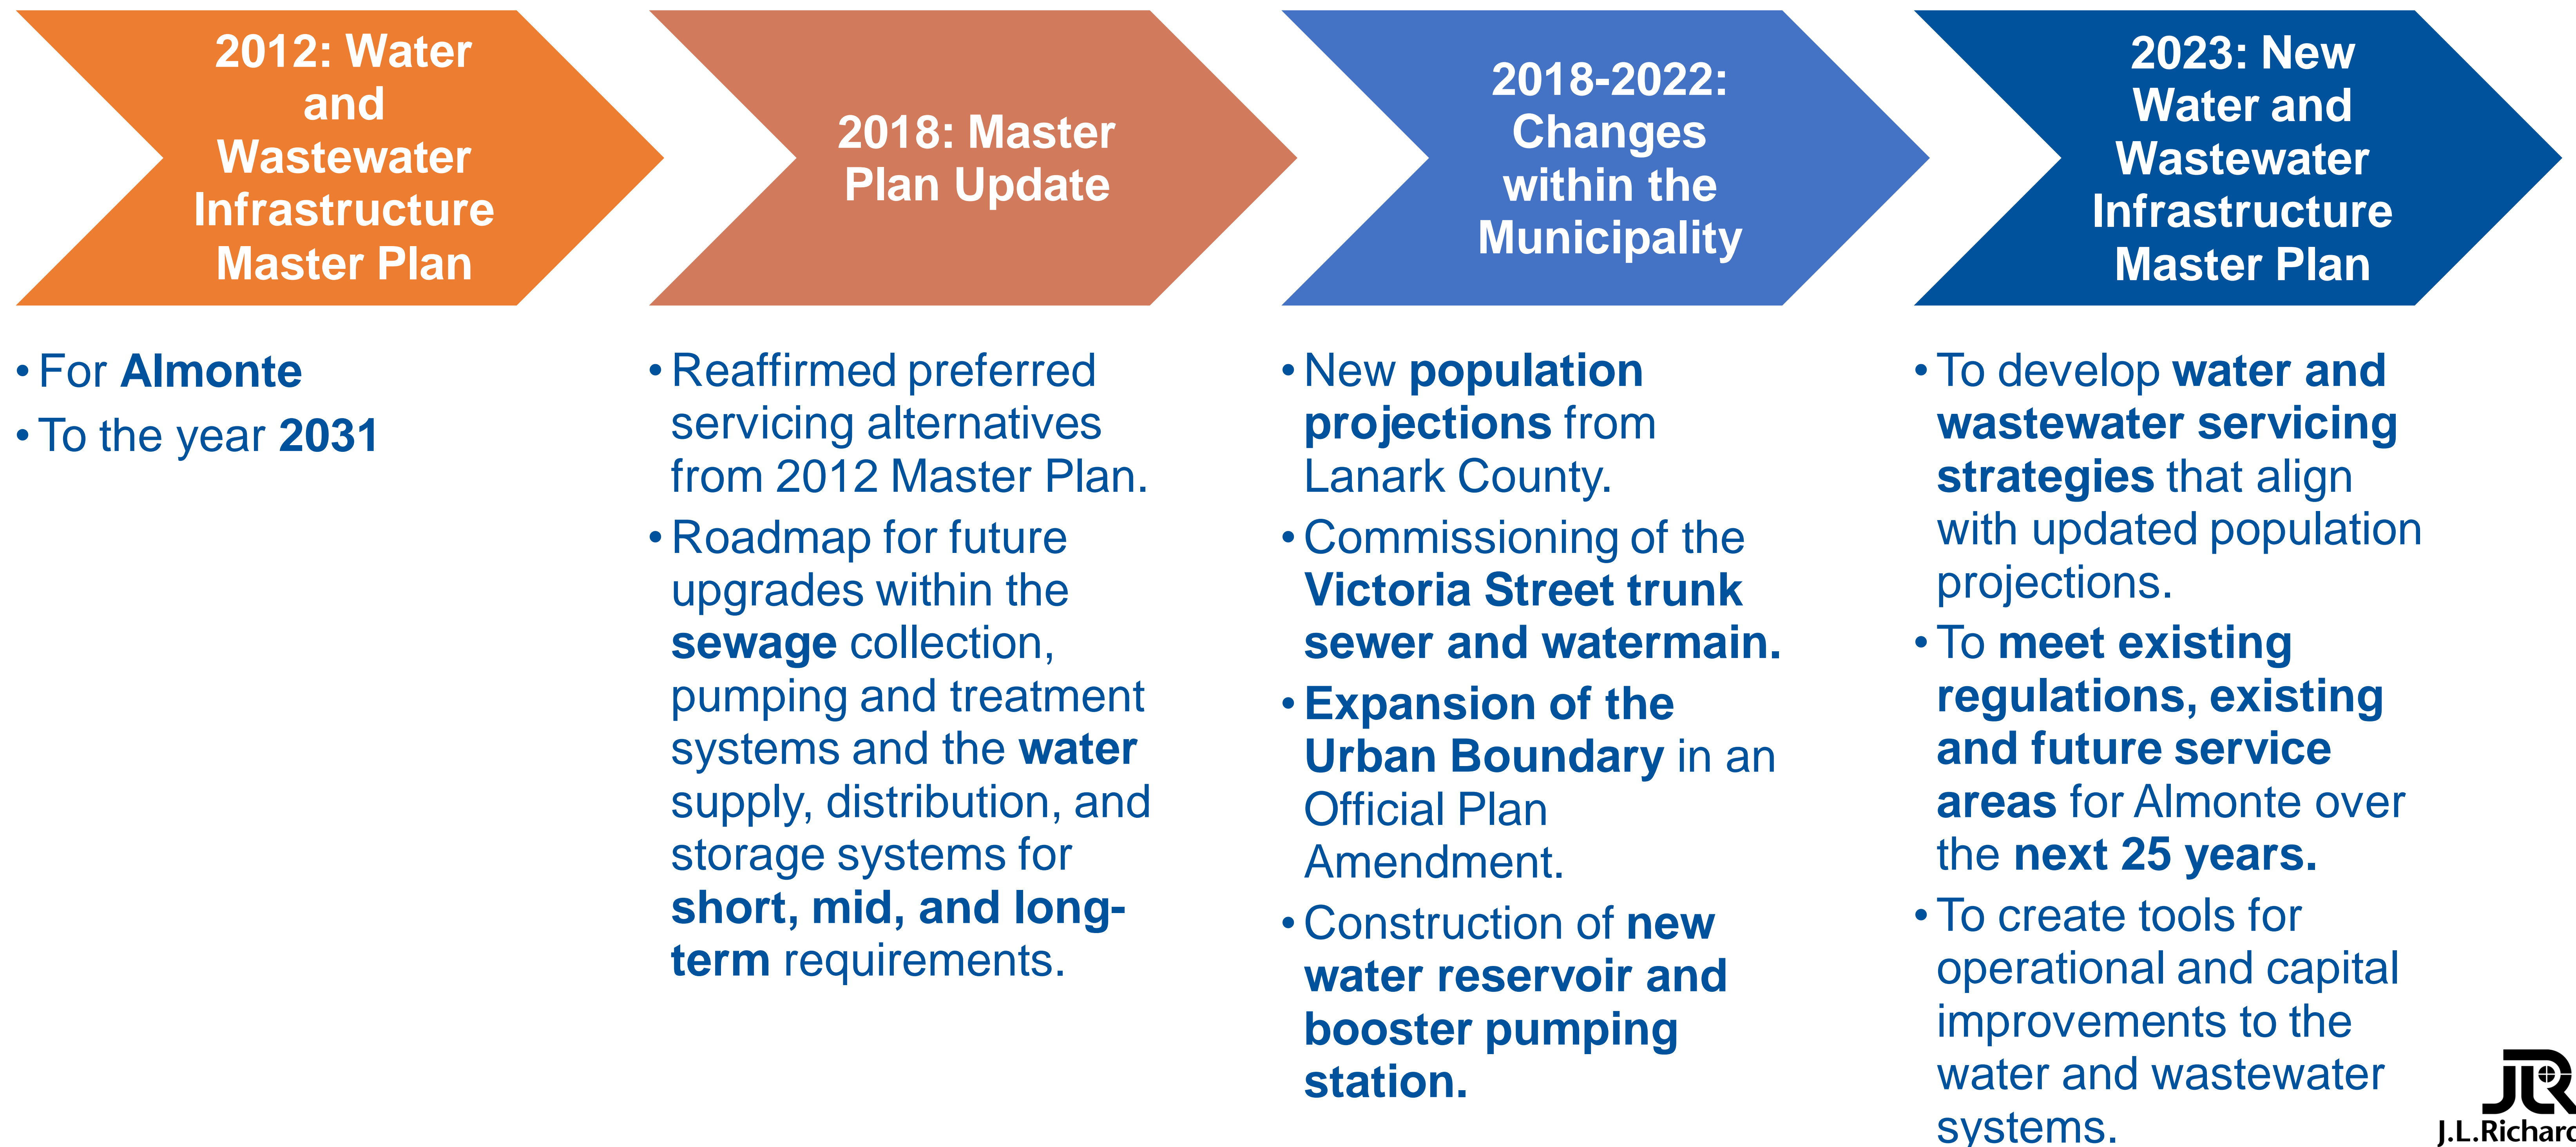 2012: Water
and
Wastewater
Infrastructure
Master Plan
• For Almonte
• To the year 2031
2018: Master
Plan Update
• Reaffirmed preferred
servicing alternatives
from 2012 Master Plan.
• Roadmap for future
upgrades within the
sewage collection,
pumping and treatment
systems and the water
supply, distribution, and
storage systems for
short, mid, and long-
term requirements.
2018-2022:
Changes
within the
Municipality
• New population
projections from
Lanark County.
• Commissioning of the
Victoria Street trunk
sewer and watermain.
• Expansion of the
Urban Boundary in an
Official Plan
Amendment.
• Construction of new
water reservoir and
booster pumping
station.
2023: New
Water and
Wastewater
Infrastructure
Master Plan
• To develop water and
wastewater servicing
strategies that align
with updated population
projections.
• To meet existing
regulations, existing
and future service
areas for Almonte over
the next 25 years.
• To create tools for
operational and capital
improvements to the
water and wastewater
systems.
JLR
J.L.Richard